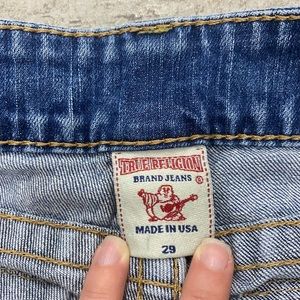 TRUE RELIGION
BRAND JEANS ®
MADE IN USA
29